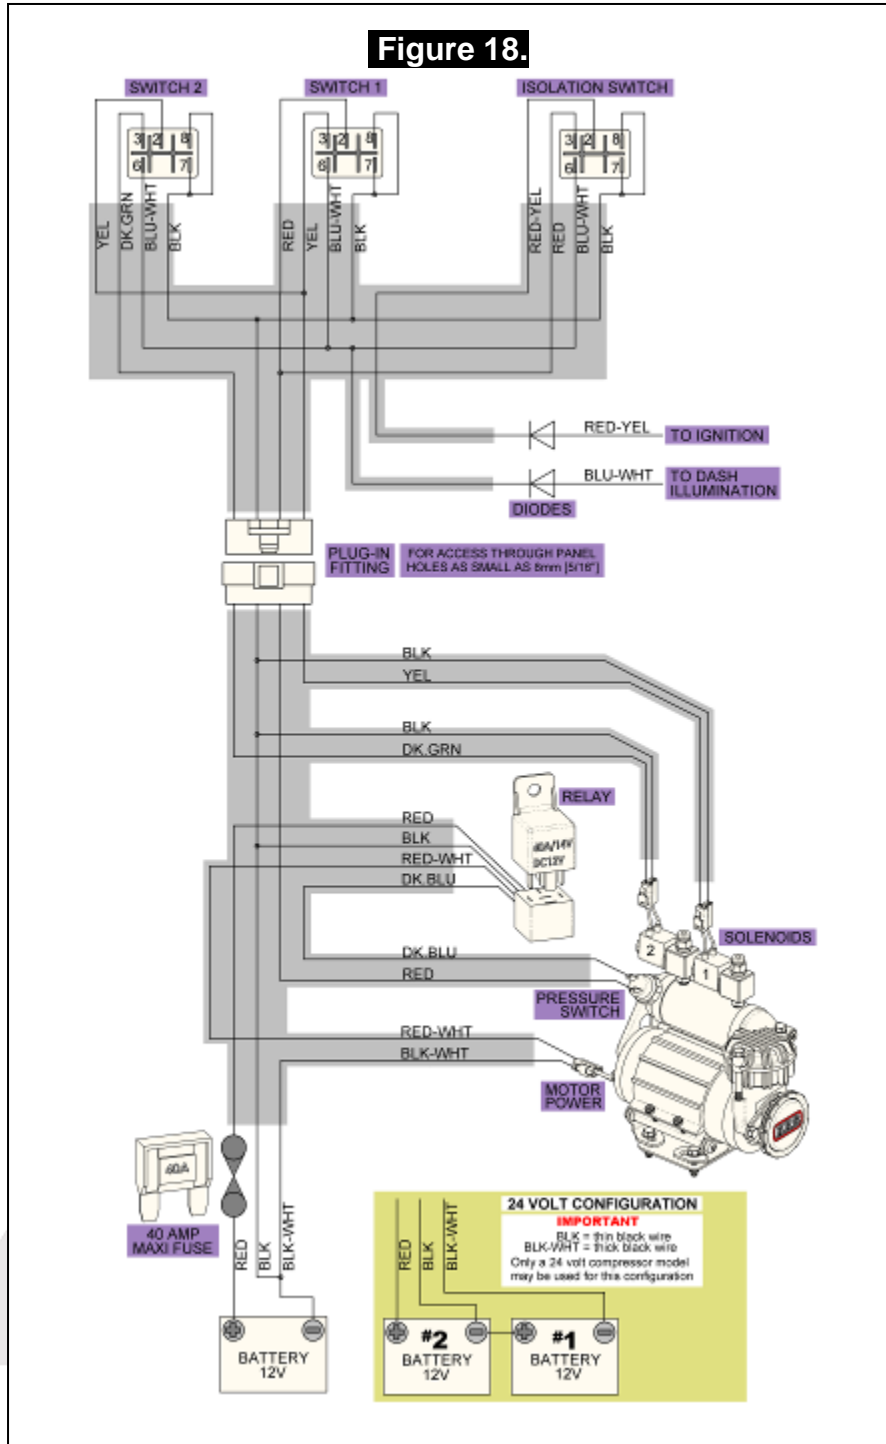 Figure 18.
SWITCH 2
SWITCH 1
ISOLATION SWITCH
3 2 8
6 7
3 2 8
6 7
3 2 8
6 7
YEL
DK.GRN
BLU-WHT
BLK
RED
YEL
BLU-WHT
BLK
RED-YEL
RED
BLU-WHT
BLK
RED-YEL
TO IGNITION
BLU-WHT
TO DASH
ILLUMINATION
DIODES
PLUG-IN
FITTING
FOR ACCESS THROUGH PANEL
HOLES AS SMALL AS 8mm [5/16"]
BLK
YEL
BLK
DK.GRN
RELAY
40A/14V
DC12V
RED
BLK
RED-WHT
DK.BLU
2
1
SOLENOIDS
DK.BLU
RED
PRESSURE
SWITCH
RED-WHT
BLK-WHT
MOTOR
POWER
ARB
40A
40 AMP
MAXI FUSE
RED
BLK
BLK-WHT
BATTERY
12V
24 VOLT CONFIGURATION
IMPORTANT
BLK = thin black wire
BLK-WHT = thick black wire
Only a 24 volt compressor model
may be used for this configuration
RED
BLK
BLK-WHT
#2
BATTERY
12V
#1
BATTERY
12V